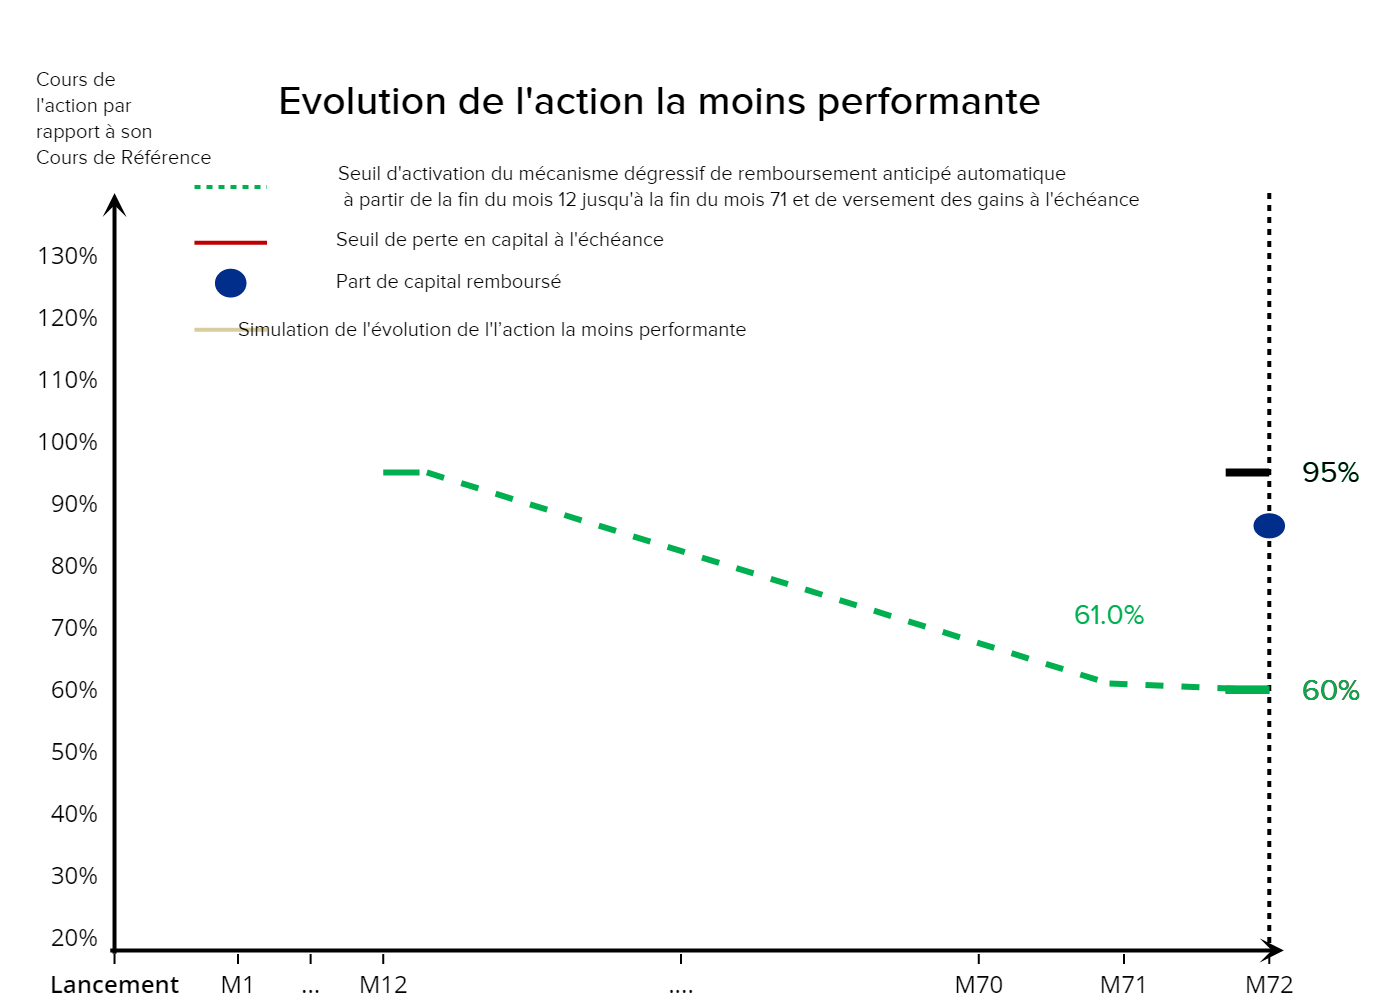 Cours de
l'action par
rapport à son
Cours de Référence
Evolution de l'action la moins performante
Seuil d'activation du mécanisme dégressif de remboursement anticipé automatique
à partir de la fin du mois 12 jusqu'à la fin du mois 71 et de versement des gains à l'échéance
Seuil de perte en capital à l'échéance
Part de capital remboursé
Simulation de l'évolution de l'l’action la moins performante
130%
120%
110%
100%
90%
80%
70%
60%
50%
40%
30%
20%
95%
61.0%
60%
Lancement M1 ... M12 .... M70 M71 M72